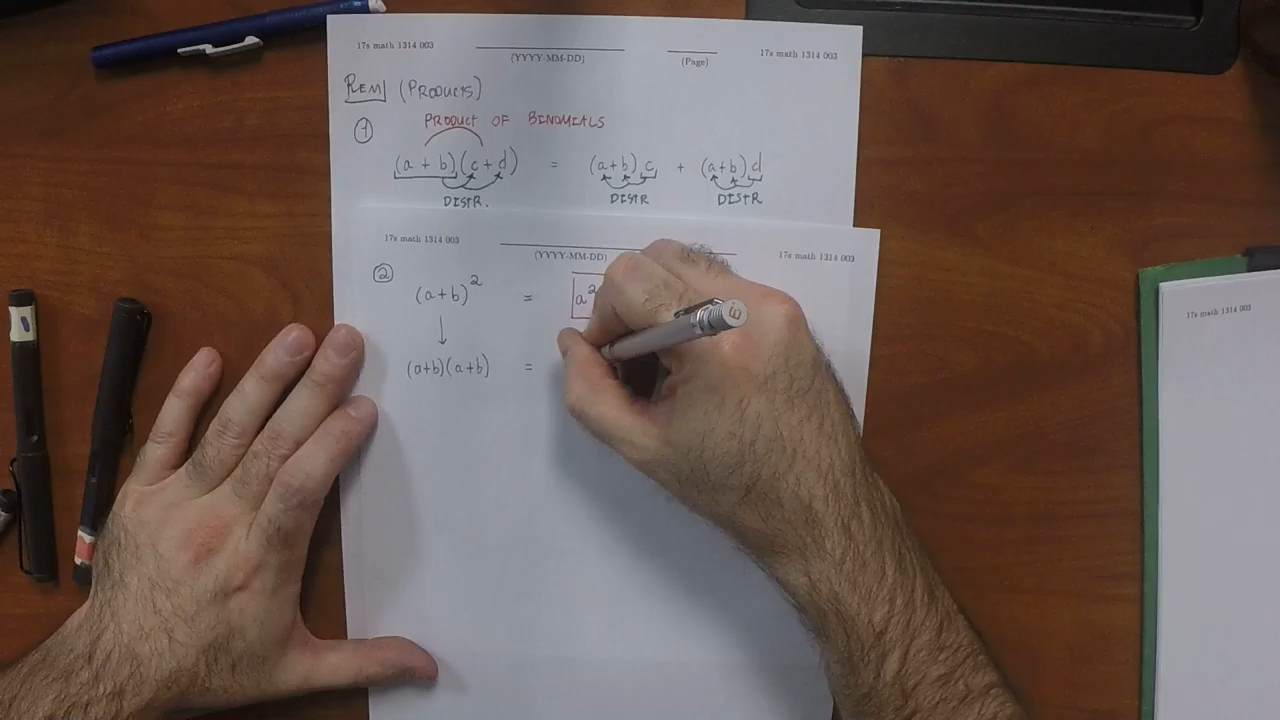 17s math 1314 003 (YYYY-MM-DD) (Page) 17s math 1314 003
REM (PRODUCTS)
① PRODUCT OF BINOMIALS
(a + b)(c + d) = (a+b)c + (a+b)d
DISTR. DISTR DISTR
17s math 1314 003 (YYYY-MM-DD) 17s math 1314 003
② (a+b)² = a²
↓
(a+b)(a+b) =
17s math 1314 003